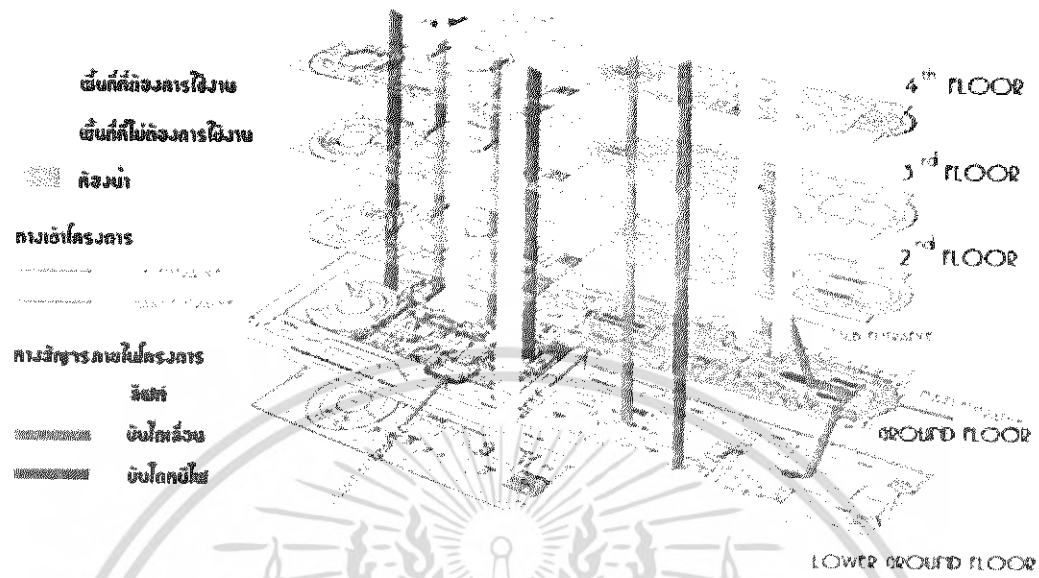 พื้นที่ที่ต้องการใช้งาน
พื้นที่ที่ไม่ต้องการใช้งาน
ห้องน้ำ
ทางเข้าโครงการ
ทางสัญจรภายในโครงการ
ลิฟท์
บันไดเลื่อน
บันไดหนีไฟ
4th FLOOR
3rd FLOOR
2nd FLOOR
GROUND FLOOR
LOWER GROUND FLOOR